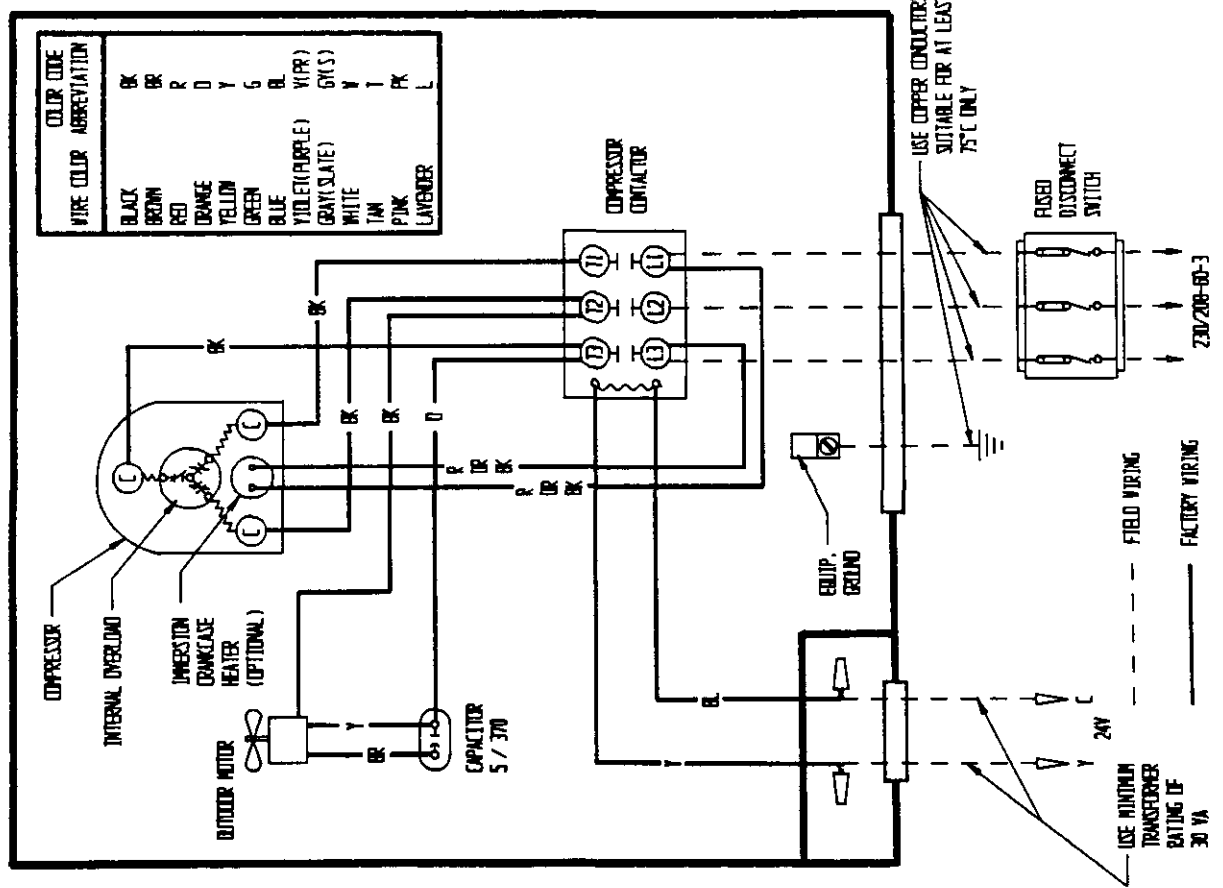 COLOR CODE
WIRE COLOR ABBREVIATION
BLACK BK
BROWN BR
RED R
ORANGE O
YELLOW Y
GREEN G
BLUE BL
VIOLET(PURPLE) V(PR)
GRAY(SLATE) GY(S)
WHITE W
TAN T
PINK PK
LAVENDER L
COMPRESSOR
INTERNAL OVERLOAD
IMMERSION
CRANKCASE
HEATER
(OPTIONAL)
OUTDOOR MOTOR
CAPACITOR
5 / 370
C
C
C
BK
BK
BK
BK
O
Y
BR
R OR BK
R OR BK
COMPRESSOR
CONTACTOR
T1
T2
T3
L1
L2
L3
BL
Y
EQUIP.
GROUND
USE COPPER CONDUCTORS
SUITABLE FOR AT LEAST
75°C ONLY
FUSED
DISCONNECT
SWITCH
230/208-60-3
Y
C
24V
USE MINIMUM
TRANSFORMER
RATING OF
30 VA
FIELD WIRING
FACTORY WIRING